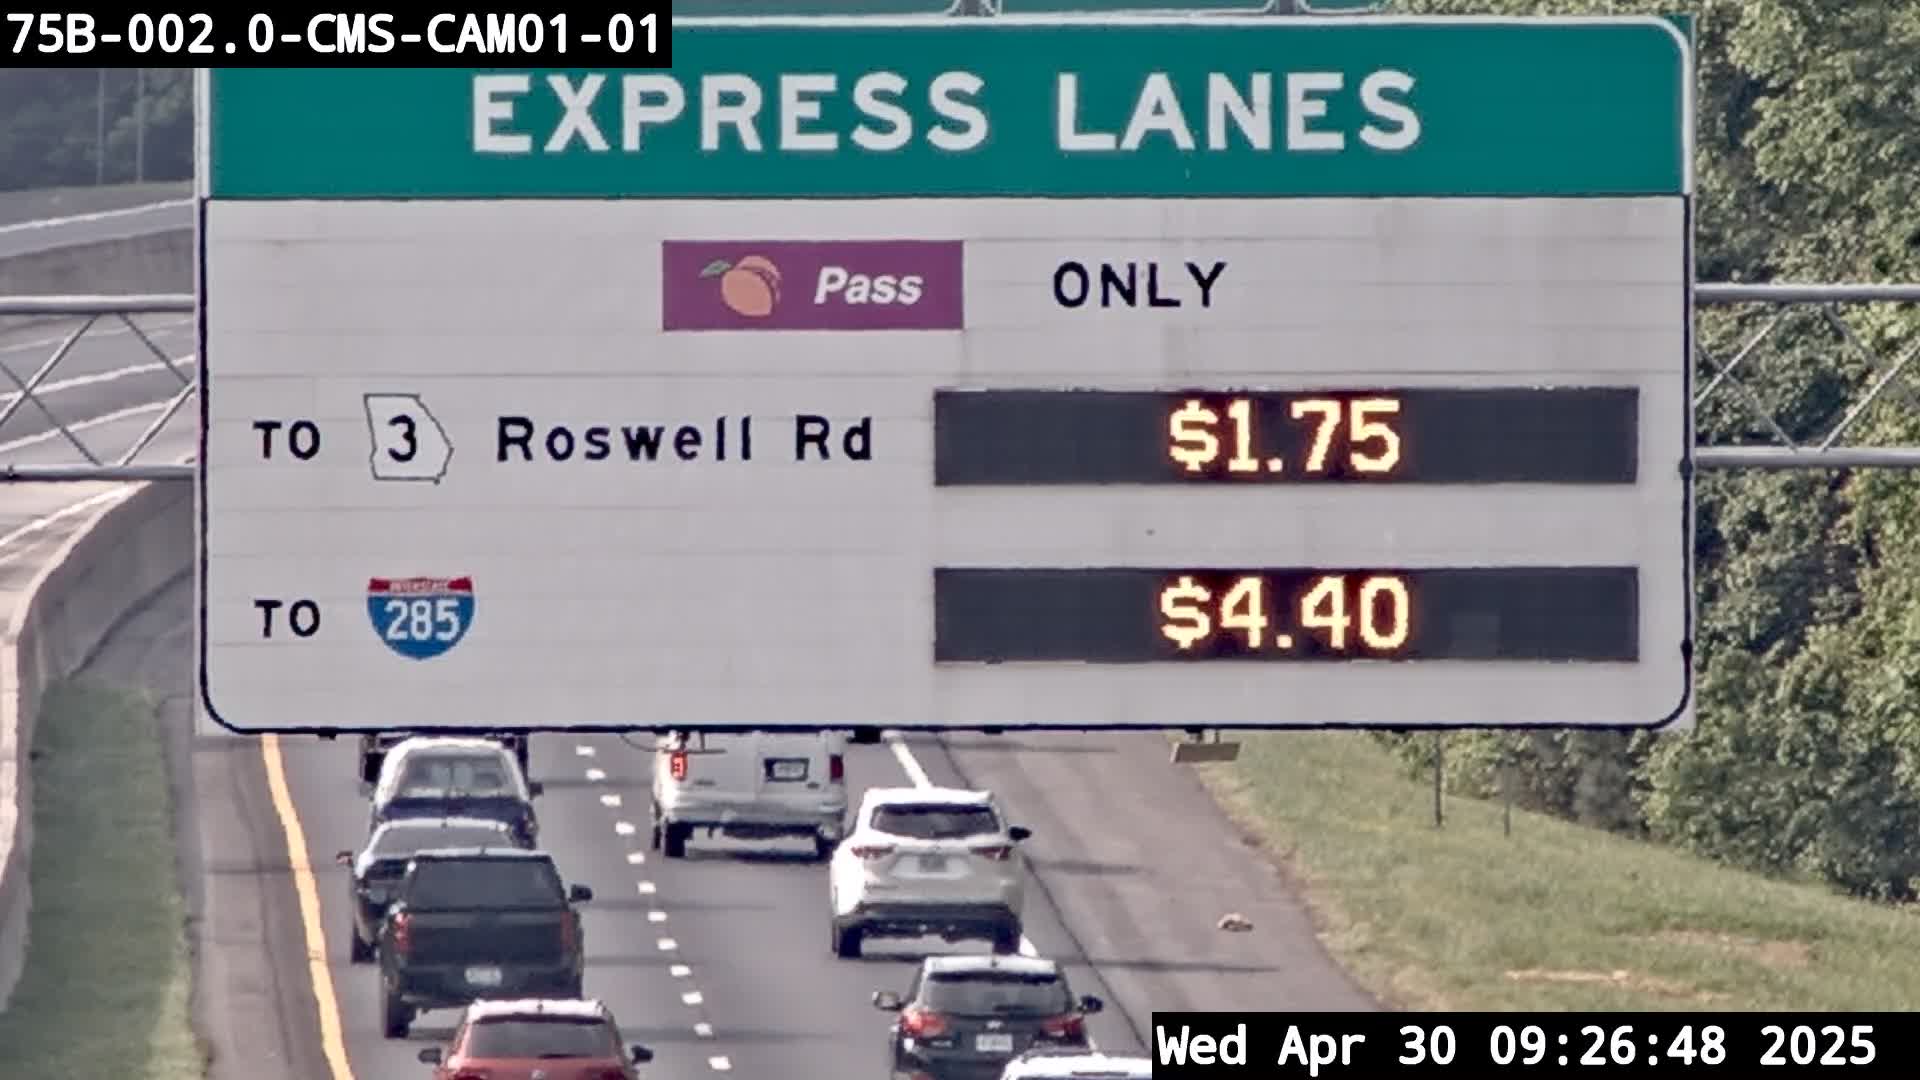 75B-002.0-CMS-CAM01-01
EXPRESS LANES
Pass ONLY
TO 3 Roswell Rd $1.75
INTERSTATE
TO 285 $4.40
Wed Apr 30 09:26:48 2025